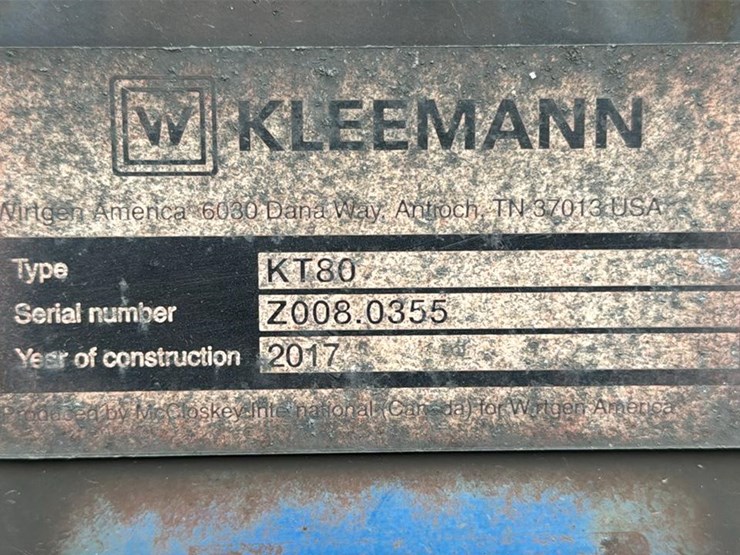 W KLEEMANN
Wirtgen America 6030 Dana Way, Antioch, TN 37013 USA
Type KT80
Serial number Z008.0355
Year of construction 2017
Produced by McCloskey International (Canada) for Wirtgen America